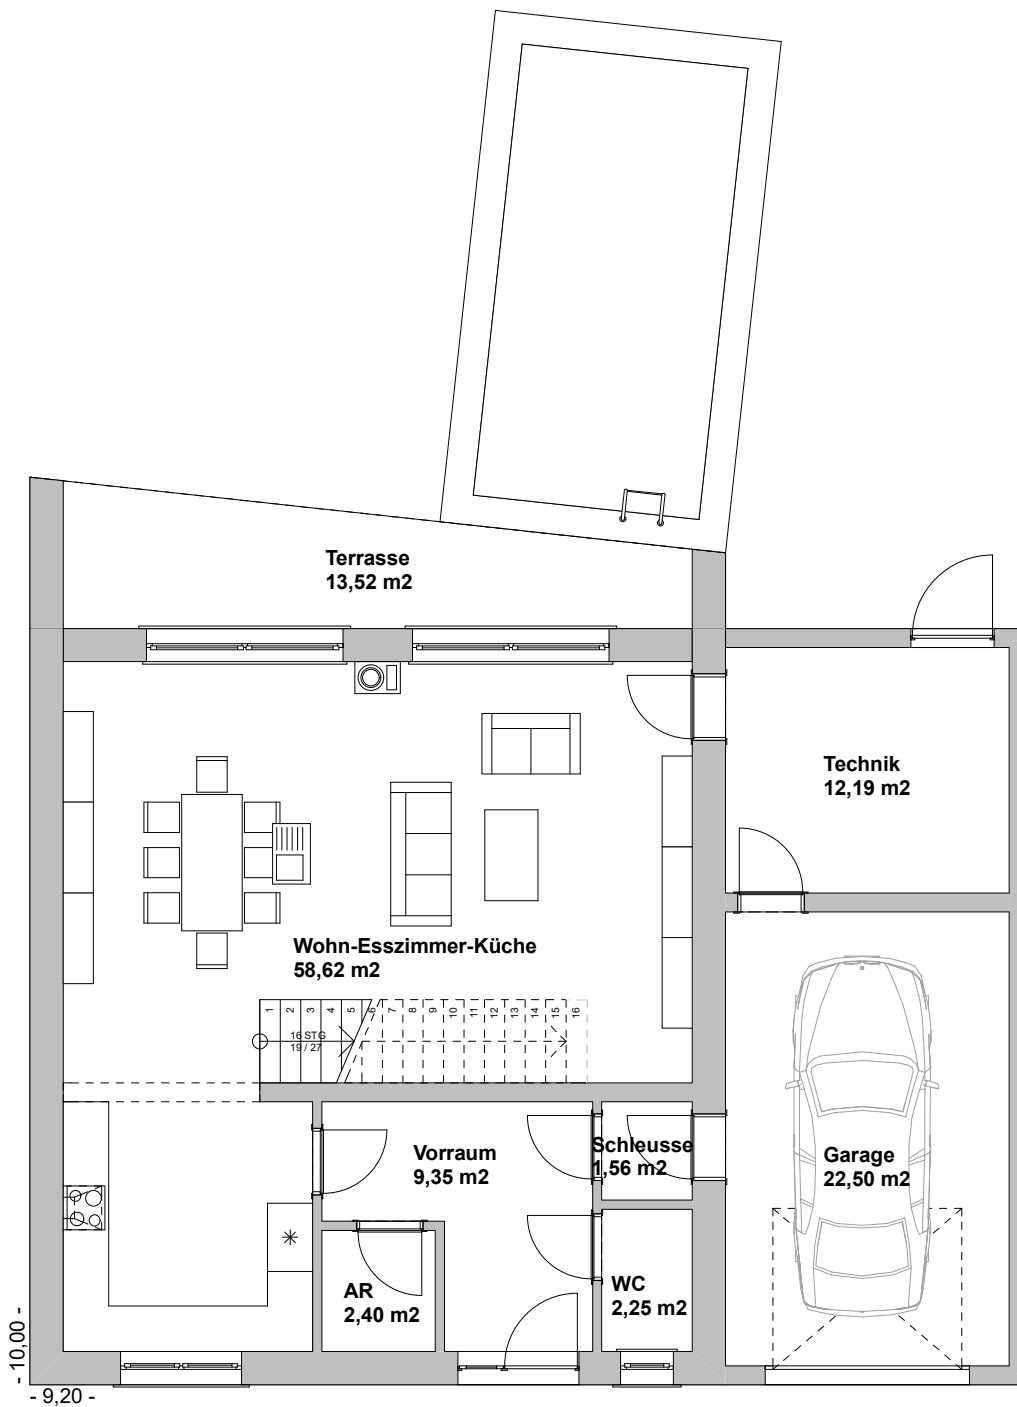 Terrasse
13,52 m2
Technik
12,19 m2
Wohn-Esszimmer-Küche
58,62 m2
1 2 3 4 5 6 7 8 9 10 11 12 13 14 15 16
16 STG
19 / 27
Vorraum
9,35 m2
Schleusse
1,56 m2
Garage
22,50 m2
AR
2,40 m2
WC
2,25 m2
- 10,00 -
- 9,20 -